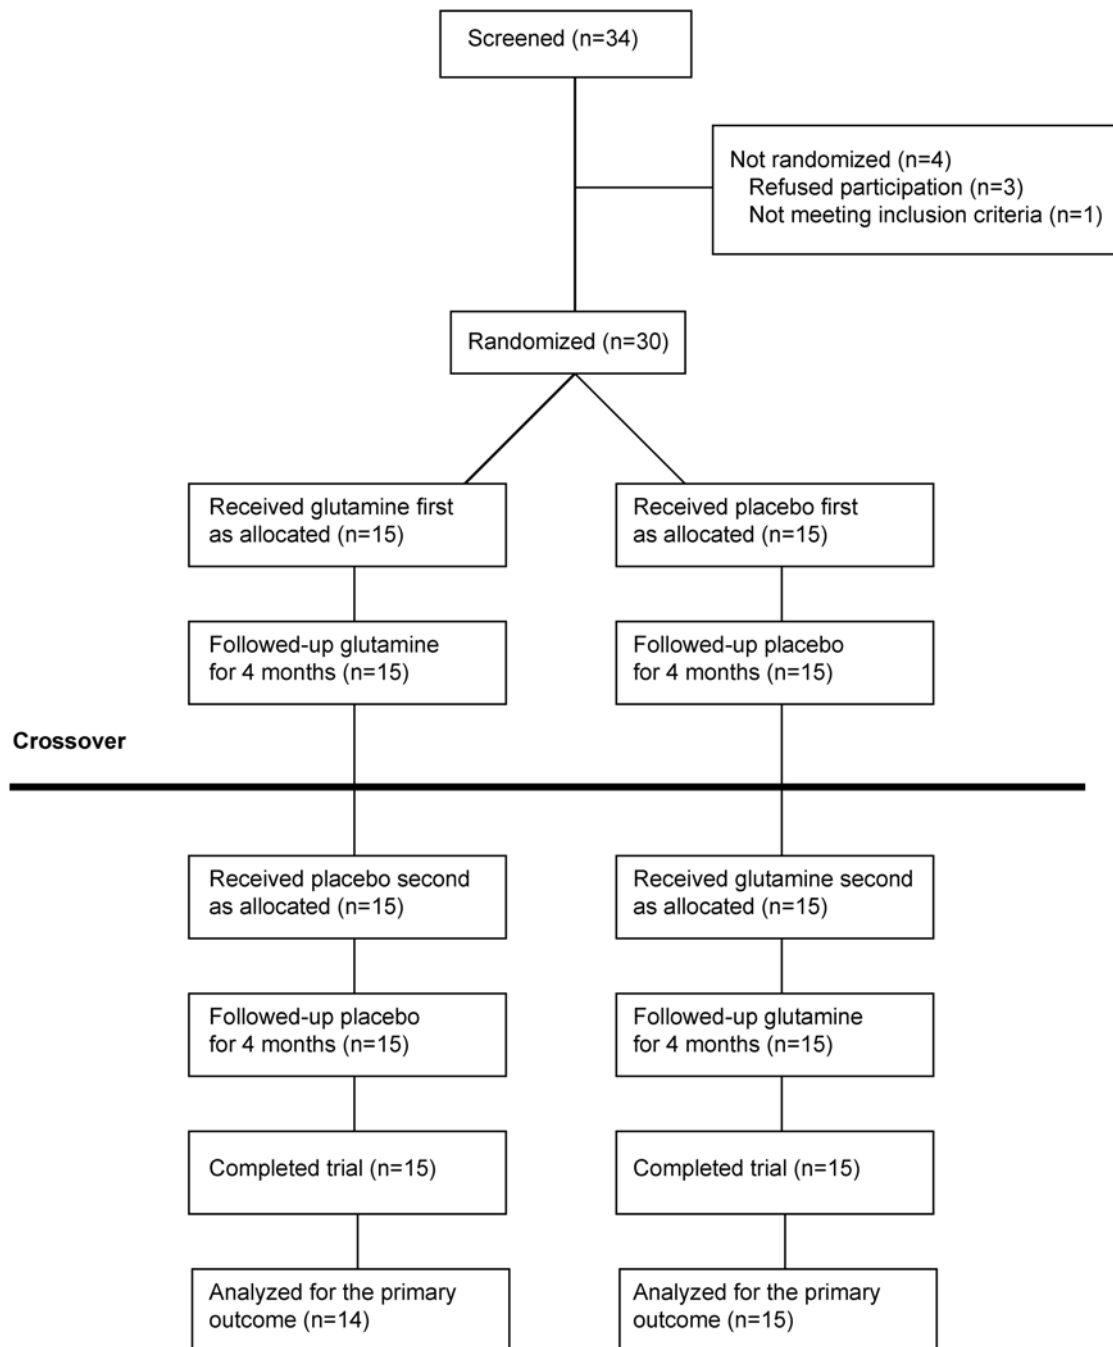 Screened (n=34)
Not randomized (n=4)
Refused participation (n=3)
Not meeting inclusion criteria (n=1)
Randomized (n=30)
Received glutamine first
as allocated (n=15)
Received placebo first
as allocated (n=15)
Followed-up glutamine
for 4 months (n=15)
Followed-up placebo
for 4 months (n=15)
Crossover
Received placebo second
as allocated (n=15)
Received glutamine second
as allocated (n=15)
Followed-up placebo
for 4 months (n=15)
Followed-up glutamine
for 4 months (n=15)
Completed trial (n=15)
Completed trial (n=15)
Analyzed for the primary
outcome (n=14)
Analyzed for the primary
outcome (n=15)